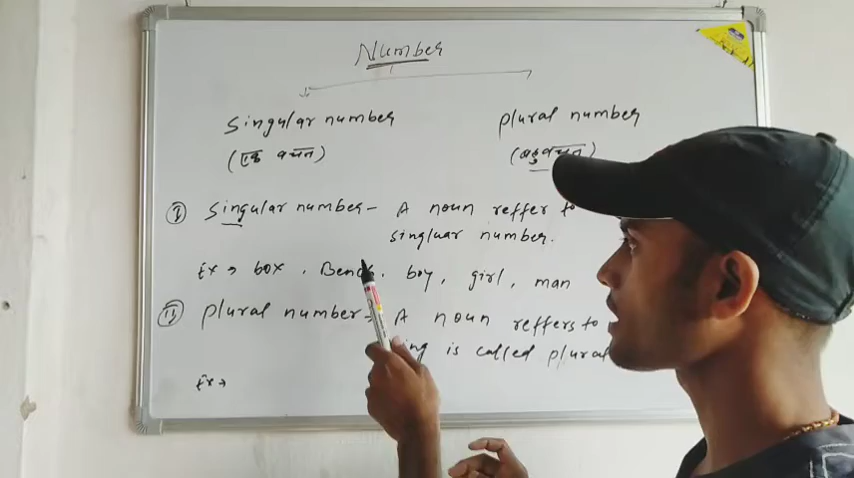 Number
singular number
plural number
(एक वचन)
(बहुवचन)
① singular number - A noun reffer to
singluar number.
Ex → box, Bench, boy, girl, man
② plural number - A noun reffers to
is called plural
Ex →